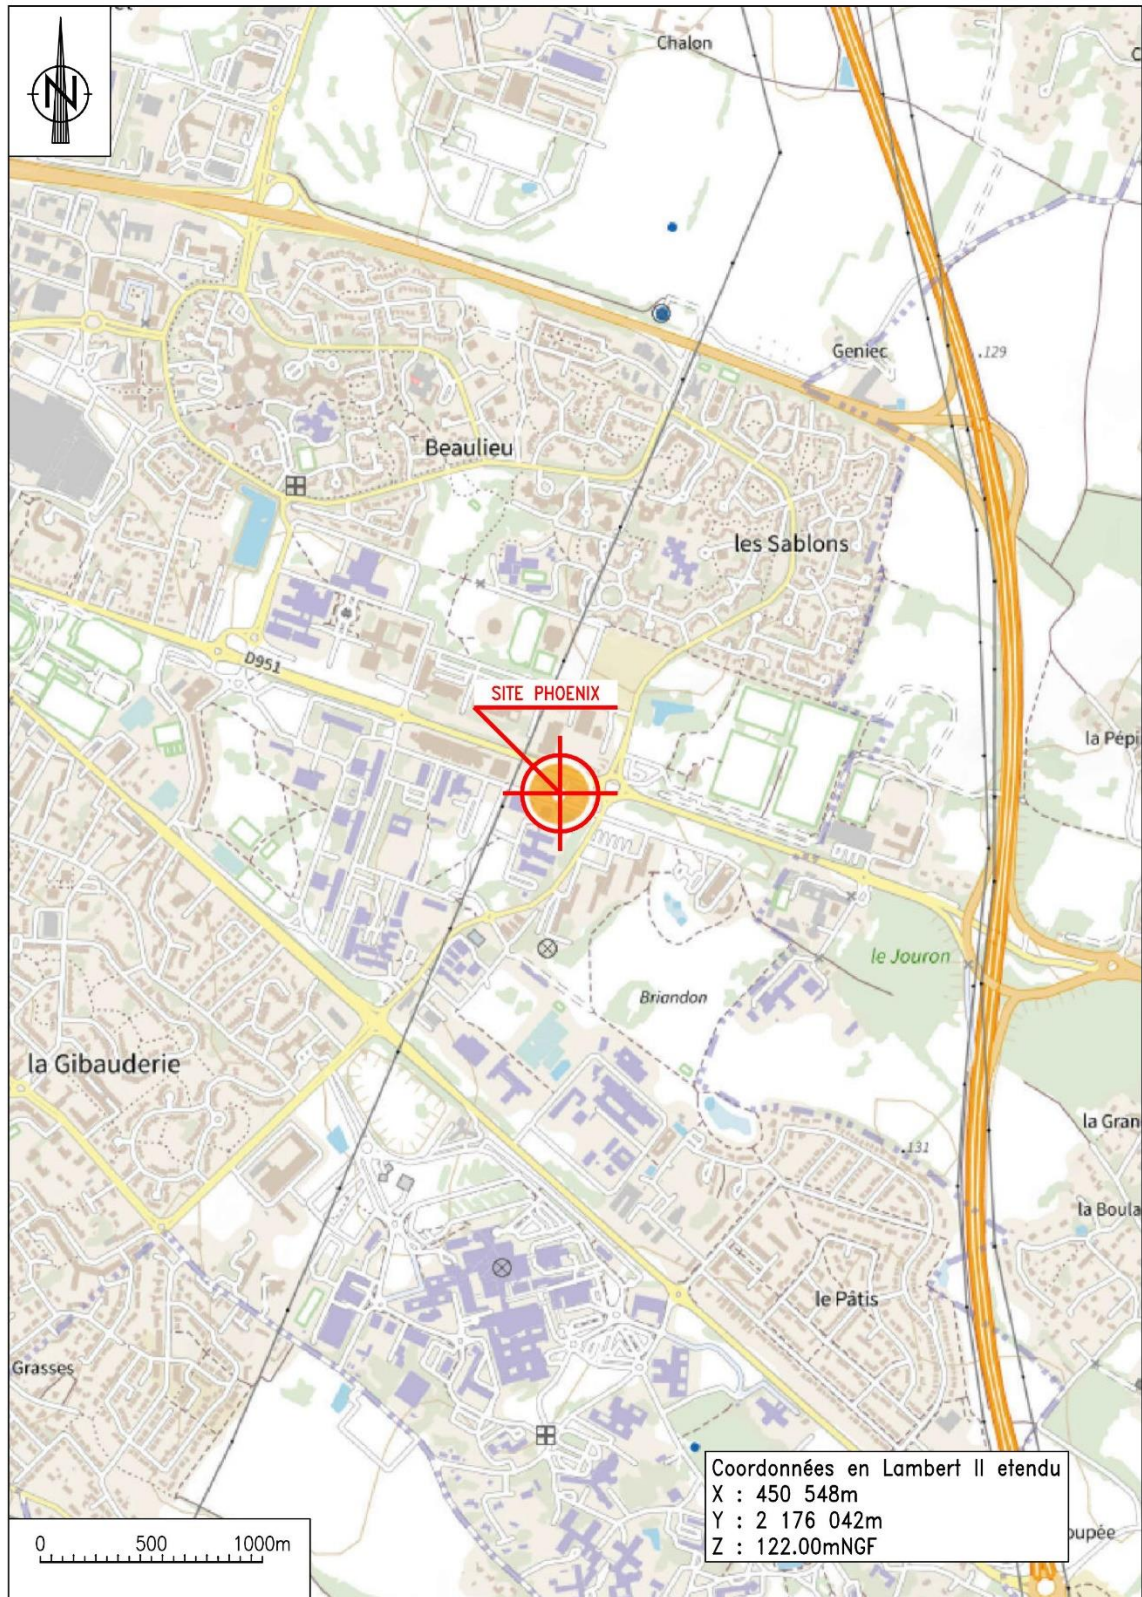 N
Chalon
Geniec
.129
Beaulieu
les Sablons
D951
SITE PHOENIX
la Pépi
le Jouron
Briandon
la Gibauderie
la Gran
.131
la Boula
le Pâtis
Grasses
Coordonnées en Lambert II etendu
X : 450 548m
Y : 2 176 042m
Z : 122.00mNGF
oupée
0 500 1000m